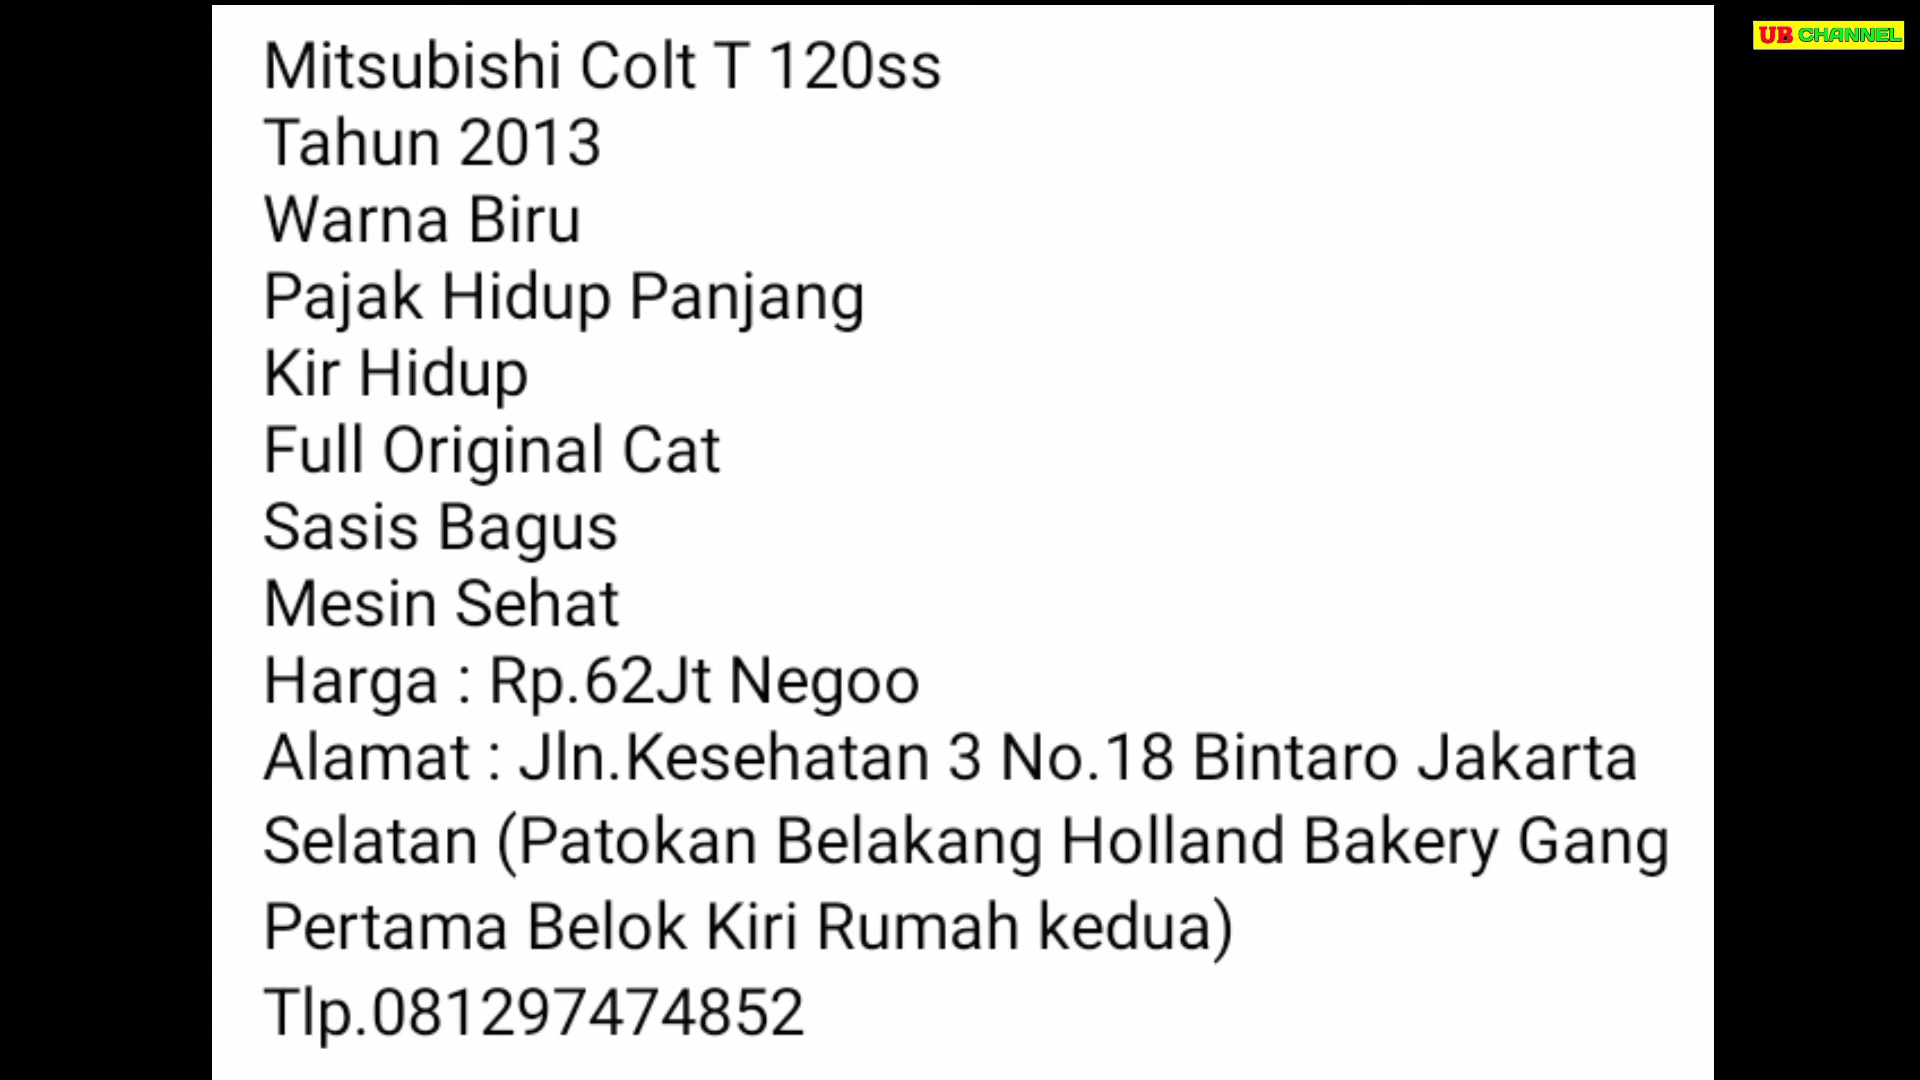 UB CHANNEL
Mitsubishi Colt T 120ss
Tahun 2013
Warna Biru
Pajak Hidup Panjang
Kir Hidup
Full Original Cat
Sasis Bagus
Mesin Sehat
Harga : Rp.62Jt Negoo
Alamat : Jln.Kesehatan 3 No.18 Bintaro Jakarta
Selatan (Patokan Belakang Holland Bakery Gang
Pertama Belok Kiri Rumah kedua)
Tlp.081297474852